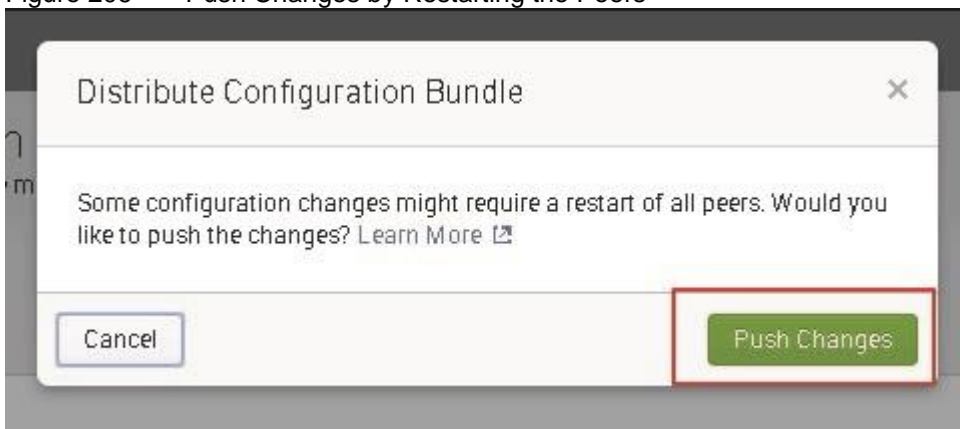 Distribute Configuration Bundle ×
Some configuration changes might require a restart of all peers. Would you
like to push the changes? Learn More
Cancel
Push Changes